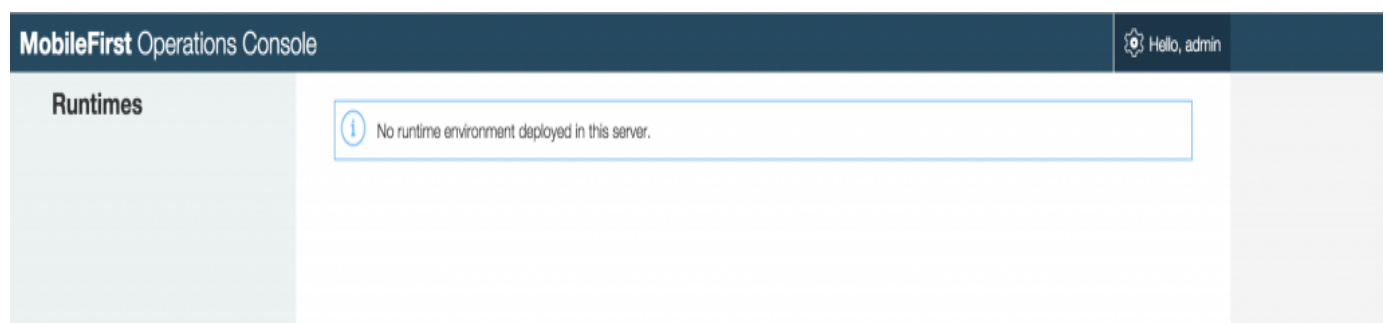 MobileFirst Operations Console
Hello, admin
Runtimes
No runtime environment deployed in this server.